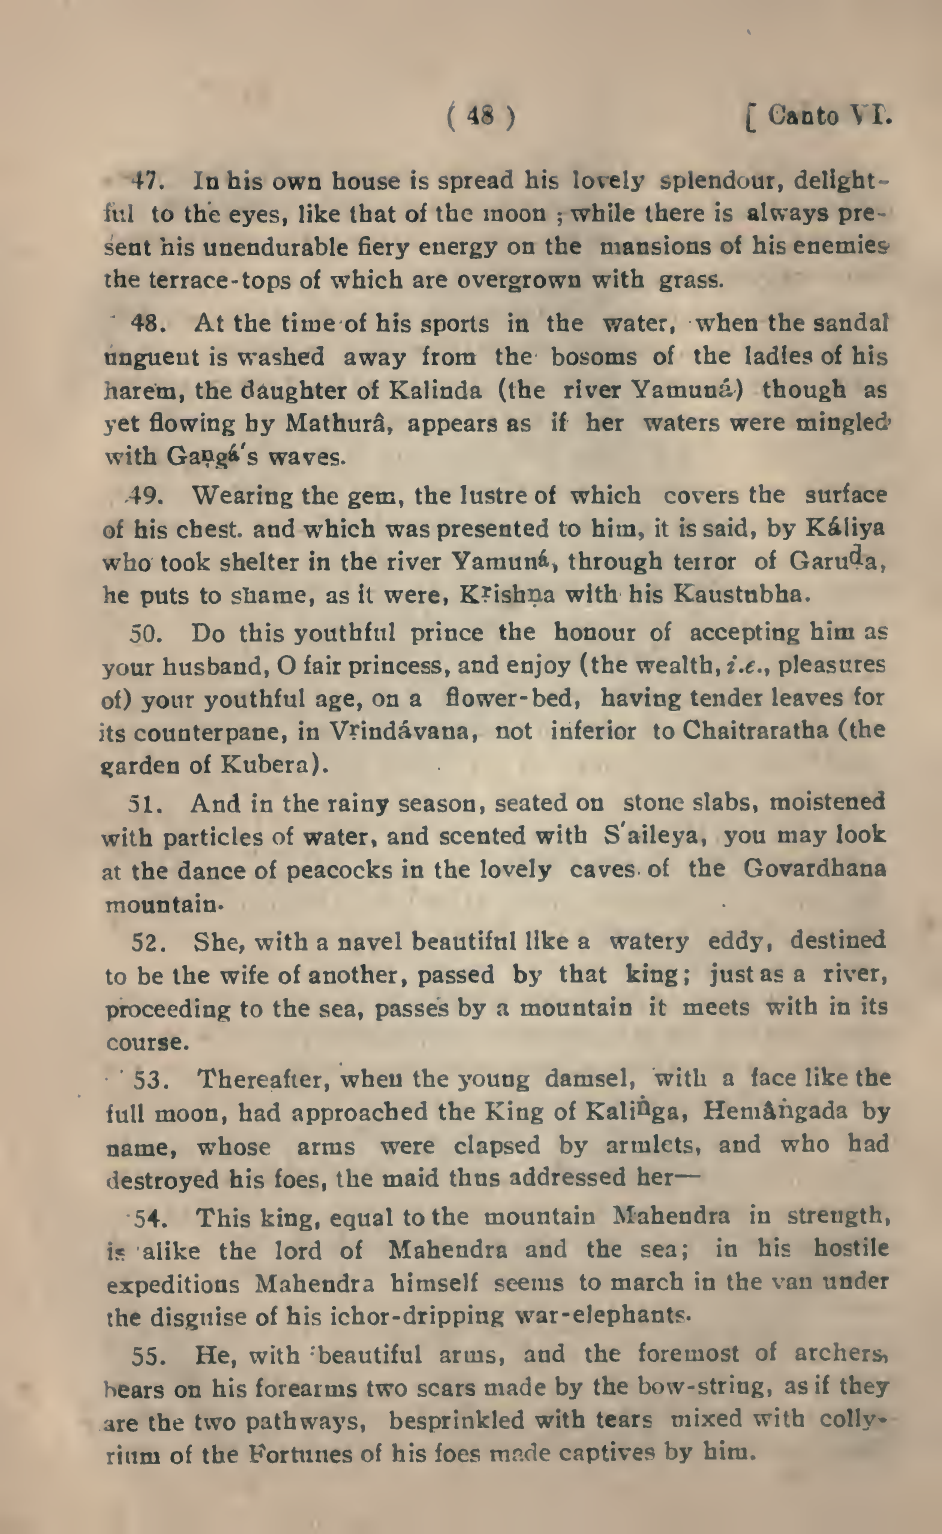 ( 48 ) [ Canto VI.
47. In his own house is spread his lovely splendour, delight-
ful to the eyes, like that of the moon ; while there is always pre-
sent his unendurable fiery energy on the mansions of his enemies
the terrace-tops of which are overgrown with grass.
48. At the time of his sports in the water, when the sandal
unguent is washed away from the bosoms of the ladies of his
harem, the daughter of Kalinda (the river Yamuná) though as
yet flowing by Mathurâ, appears as if her waters were mingled
with Gaṇgá's waves.
49. Wearing the gem, the lustre of which covers the surface
of his chest. and which was presented to him, it is said, by Káliya
who took shelter in the river Yamuná, through terror of Garuḍa,
he puts to shame, as it were, Kṛishṇa with his Kaustubha.
50. Do this youthful prince the honour of accepting him as
your husband, O fair princess, and enjoy (the wealth, i.e., pleasures
of) your youthful age, on a flower-bed, having tender leaves for
its counterpane, in Vṛindávana, not inferior to Chaitraratha (the
garden of Kubera).
51. And in the rainy season, seated on stone slabs, moistened
with particles of water, and scented with S'aileya, you may look
at the dance of peacocks in the lovely caves of the Govardhana
mountain.
52. She, with a navel beautiful like a watery eddy, destined
to be the wife of another, passed by that king; just as a river,
proceeding to the sea, passes by a mountain it meets with in its
course.
53. Thereafter, when the young damsel, with a face like the
full moon, had approached the King of Kaliṅga, Hemâṅgada by
name, whose arms were clapsed by armlets, and who had
destroyed his foes, the maid thus addressed her—
54. This king, equal to the mountain Mahendra in strength,
is alike the lord of Mahendra and the sea; in his hostile
expeditions Mahendra himself seems to march in the van under
the disguise of his ichor-dripping war-elephants.
55. He, with beautiful arms, and the foremost of archers,
bears on his forearms two scars made by the bow-string, as if they
are the two pathways, besprinkled with tears mixed with colly-
rium of the Fortunes of his foes made captives by him.